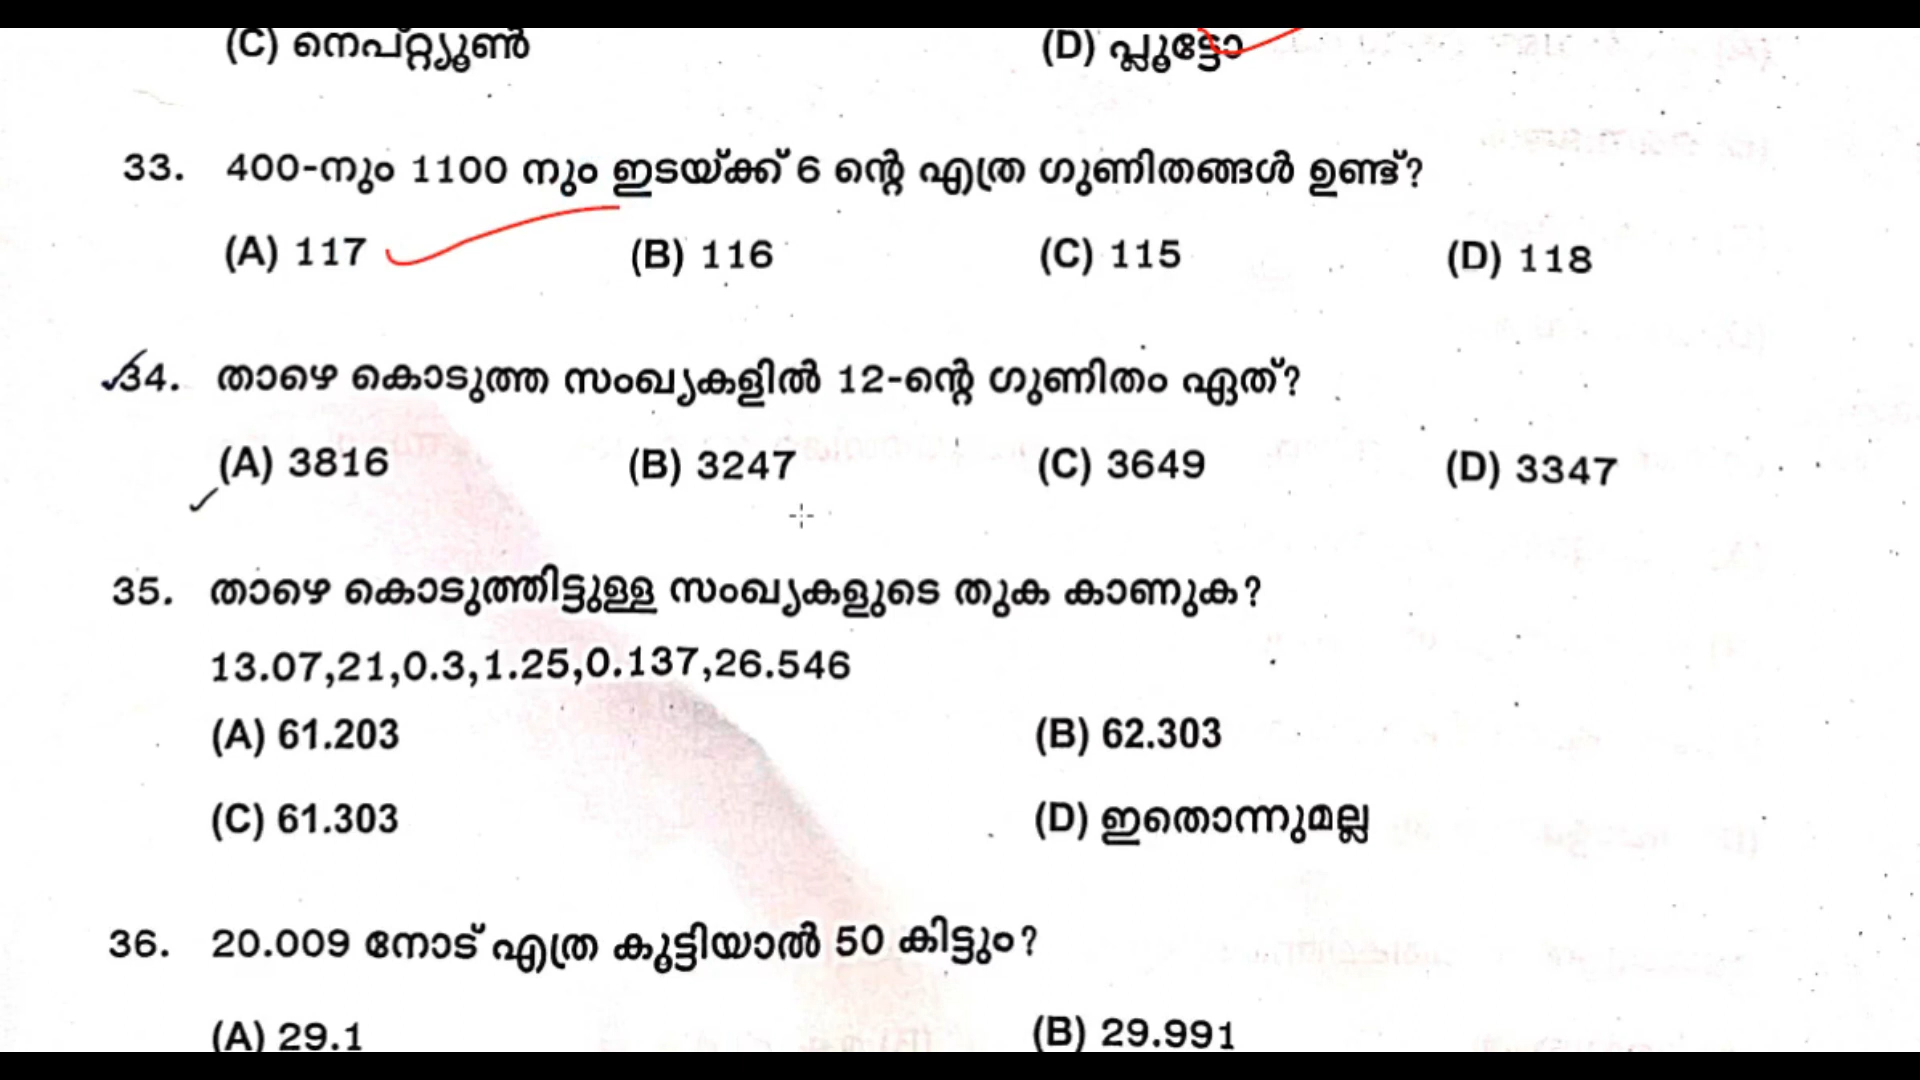 (C) നെപ്റ്റ്യൂൺ (D) പ്ലൂട്ടോ
33. 400-നും 1100 നും ഇടയ്ക്ക് 6 ന്റെ എത്ര ഗുണിതങ്ങൾ ഉണ്ട്?
(A) 117 (B) 116 (C) 115 (D) 118
34. താഴെ കൊടുത്ത സംഖ്യകളിൽ 12-ന്റെ ഗുണിതം ഏത്?
(A) 3816 (B) 3247 (C) 3649 (D) 3347
35. താഴെ കൊടുത്തിട്ടുള്ള സംഖ്യകളുടെ തുക കാണുക?
13.07,21,0.3,1.25,0.137,26.546
(A) 61.203 (B) 62.303
(C) 61.303 (D) ഇതൊന്നുമല്ല
36. 20.009 നോട് എത്ര കൂട്ടിയാൽ 50 കിട്ടും?
(A) 29.1 (B) 29.991